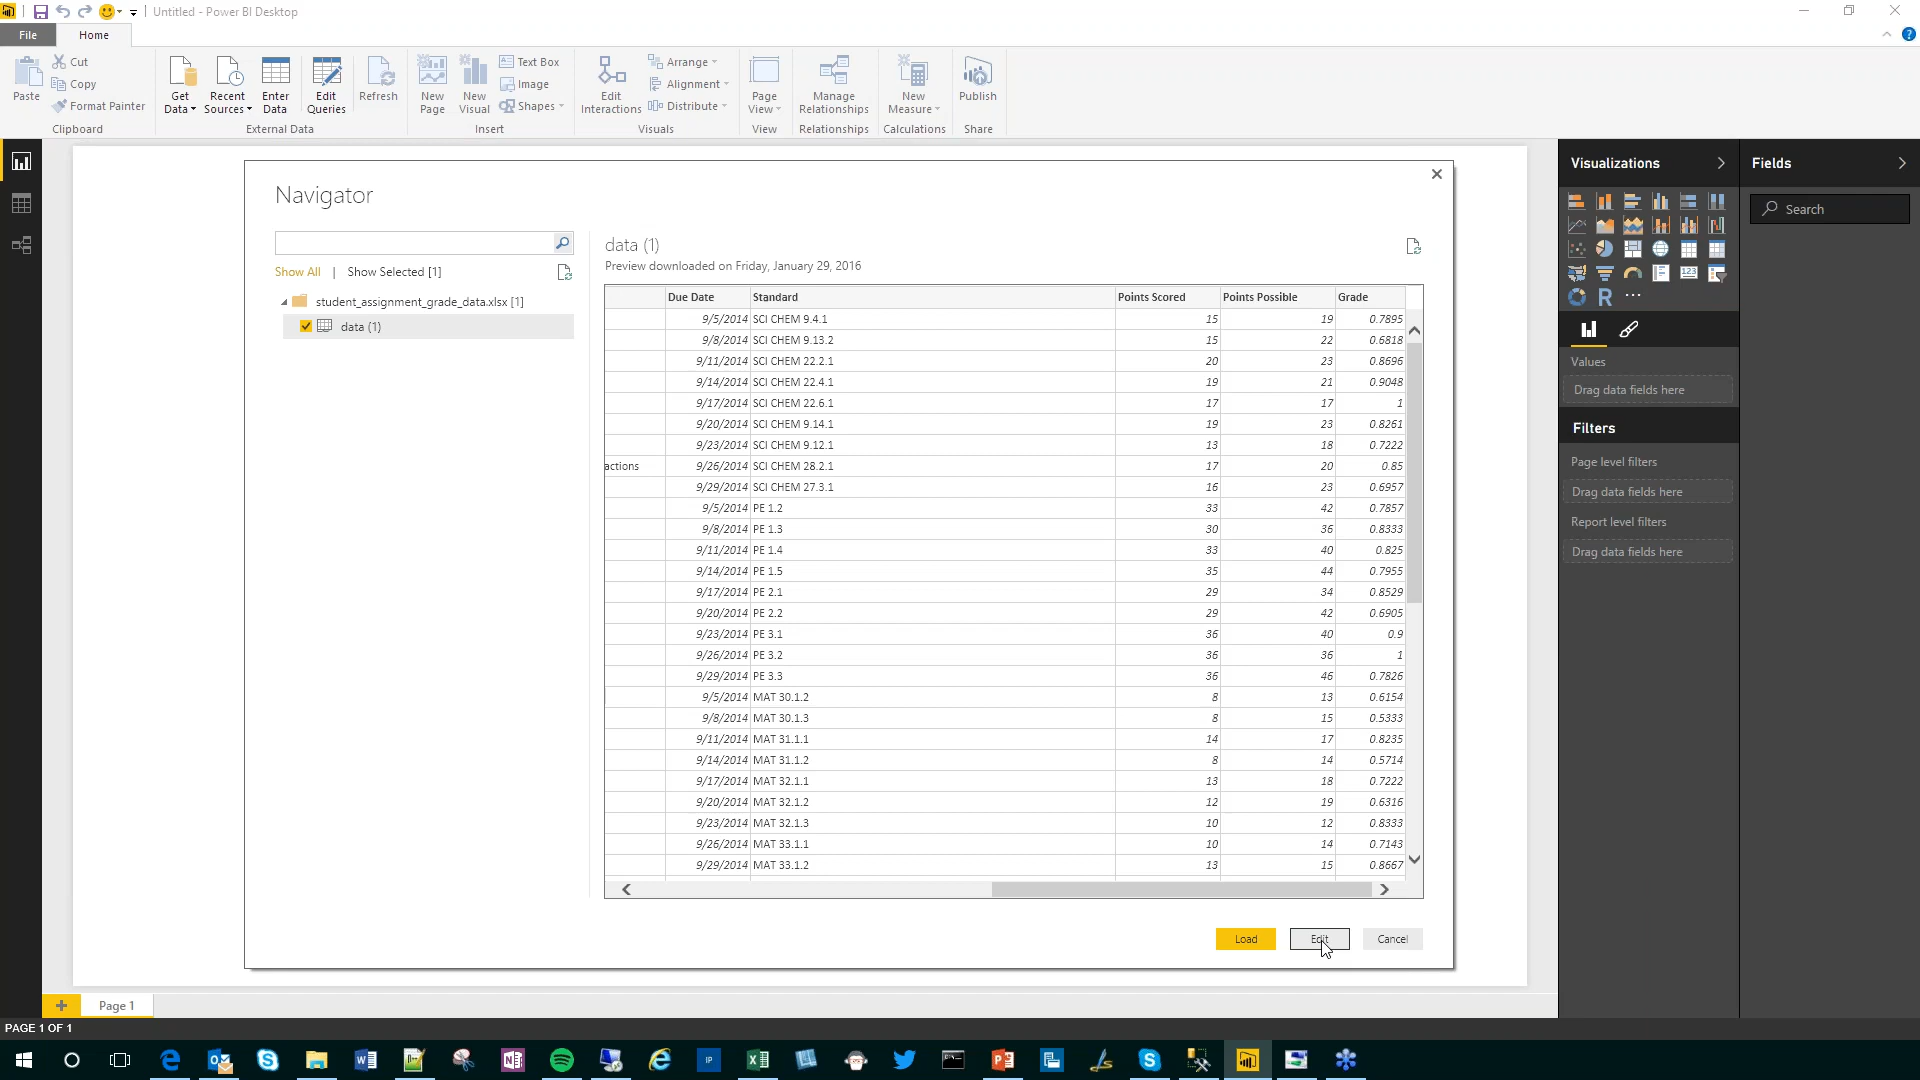 Untitled - Power BI Desktop
File
Home
Cut
Copy
Format Painter
Paste
Clipboard
Get Data
Recent Sources
Enter Data
Edit Queries
Refresh
External Data
New Page
New Visual
Text Box
Image
Shapes
Insert
Edit Interactions
Arrange
Alignment
Distribute
Visuals
Page View
View
Manage Relationships
Relationships
New Measure
Calculations
Publish
Share
Navigator
Show All | Show Selected [1]
student_assignment_grade_data.xlsx [1]
data (1)
data (1)
Preview downloaded on Friday, January 29, 2016
Due Date Standard Points Scored Points Possible Grade
9/5/2014 SCI CHEM 9.4.1 15 19 0.7895
9/8/2014 SCI CHEM 9.13.2 15 22 0.6818
9/11/2014 SCI CHEM 22.2.1 20 23 0.8696
9/14/2014 SCI CHEM 22.4.1 19 21 0.9048
9/17/2014 SCI CHEM 22.6.1 17 17 1
9/20/2014 SCI CHEM 9.14.1 19 23 0.8261
9/23/2014 SCI CHEM 9.12.1 13 18 0.7222
actions 9/26/2014 SCI CHEM 28.2.1 17 20 0.85
9/29/2014 SCI CHEM 27.3.1 16 23 0.6957
9/5/2014 PE 1.2 33 42 0.7857
9/8/2014 PE 1.3 30 36 0.8333
9/11/2014 PE 1.4 33 40 0.825
9/14/2014 PE 1.5 35 44 0.7955
9/17/2014 PE 2.1 29 34 0.8529
9/20/2014 PE 2.2 29 42 0.6905
9/23/2014 PE 3.1 36 40 0.9
9/26/2014 PE 3.2 36 36 1
9/29/2014 PE 3.3 36 46 0.7826
9/5/2014 MAT 30.1.2 8 13 0.6154
9/8/2014 MAT 30.1.3 8 15 0.5333
9/11/2014 MAT 31.1.1 14 17 0.8235
9/14/2014 MAT 31.1.2 8 14 0.5714
9/17/2014 MAT 32.1.1 13 18 0.7222
9/20/2014 MAT 32.1.2 12 19 0.6316
9/23/2014 MAT 32.1.3 10 12 0.8333
9/26/2014 MAT 33.1.1 10 14 0.7143
9/29/2014 MAT 33.1.2 13 15 0.8667
Load
Edit
Cancel
Visualizations
Values
Drag data fields here
Filters
Page level filters
Drag data fields here
Report level filters
Drag data fields here
Fields
Search
Page 1
PAGE 1 OF 1